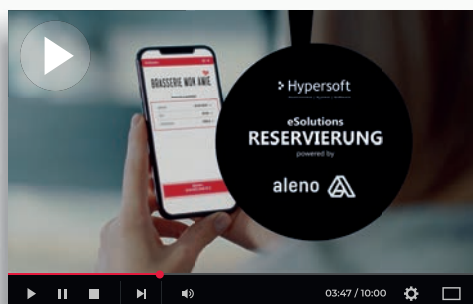 BRASSERIE MON AMIE
Hypersoft
eSolutions
RESERVIERUNG
powered by
aleno
03:47 / 10:00